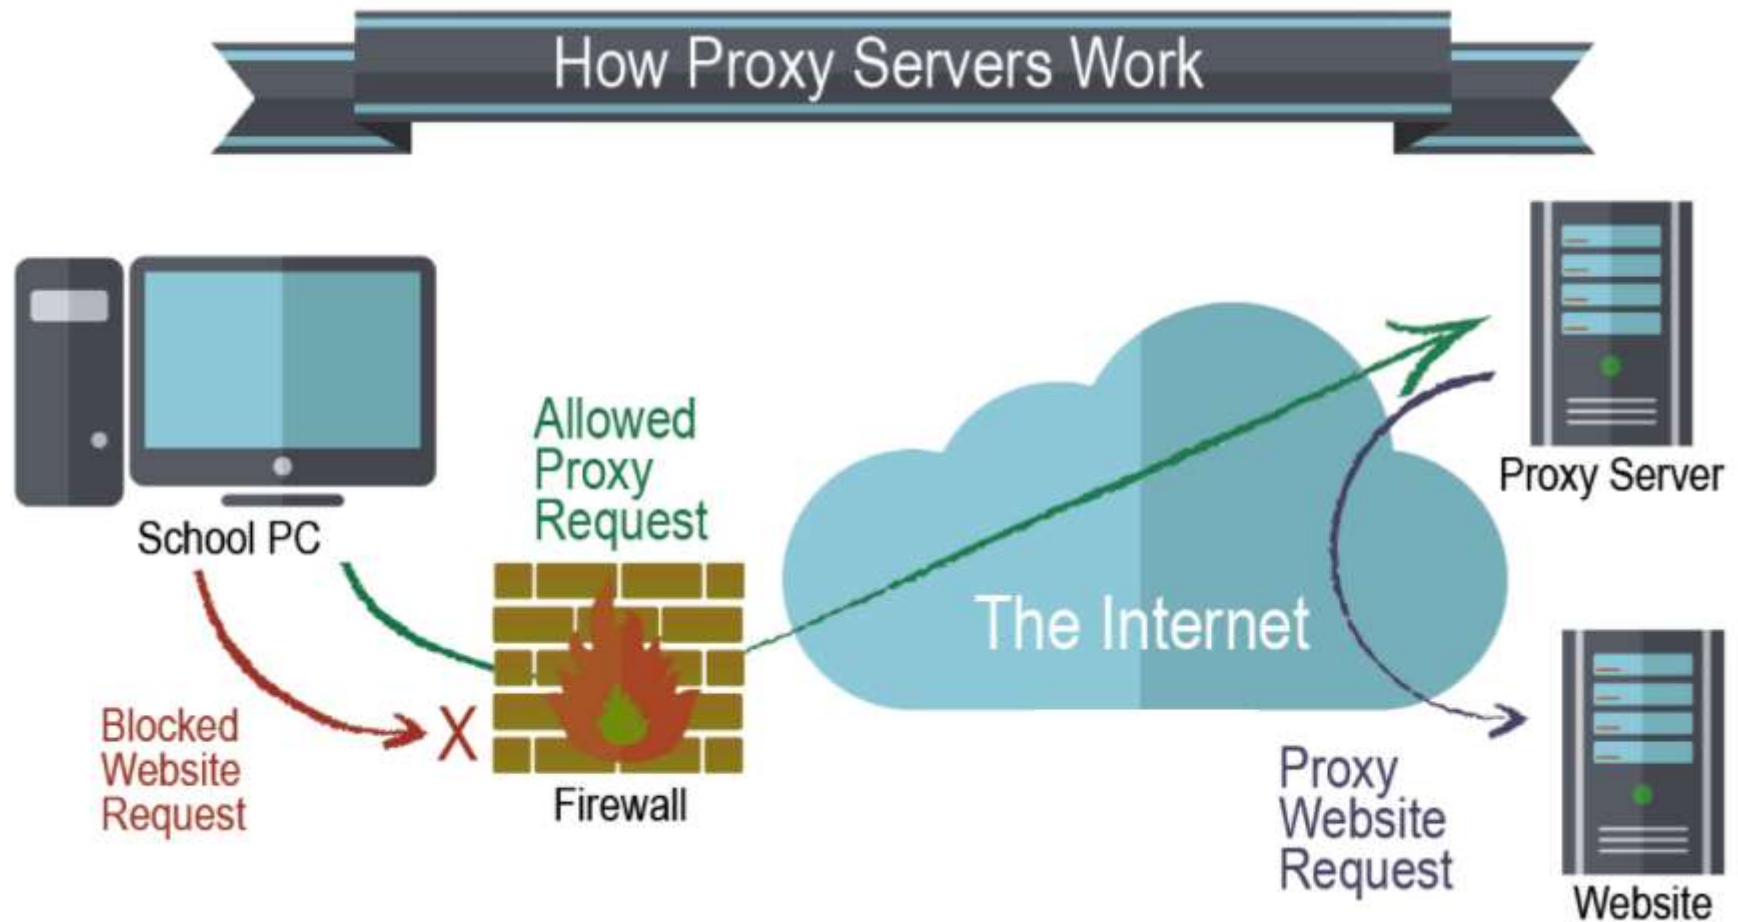 How Proxy Servers Work
School PC
Allowed
Proxy
Request
Proxy Server
The Internet
Blocked
Website
Request
X
Firewall
Proxy
Website
Request
Website